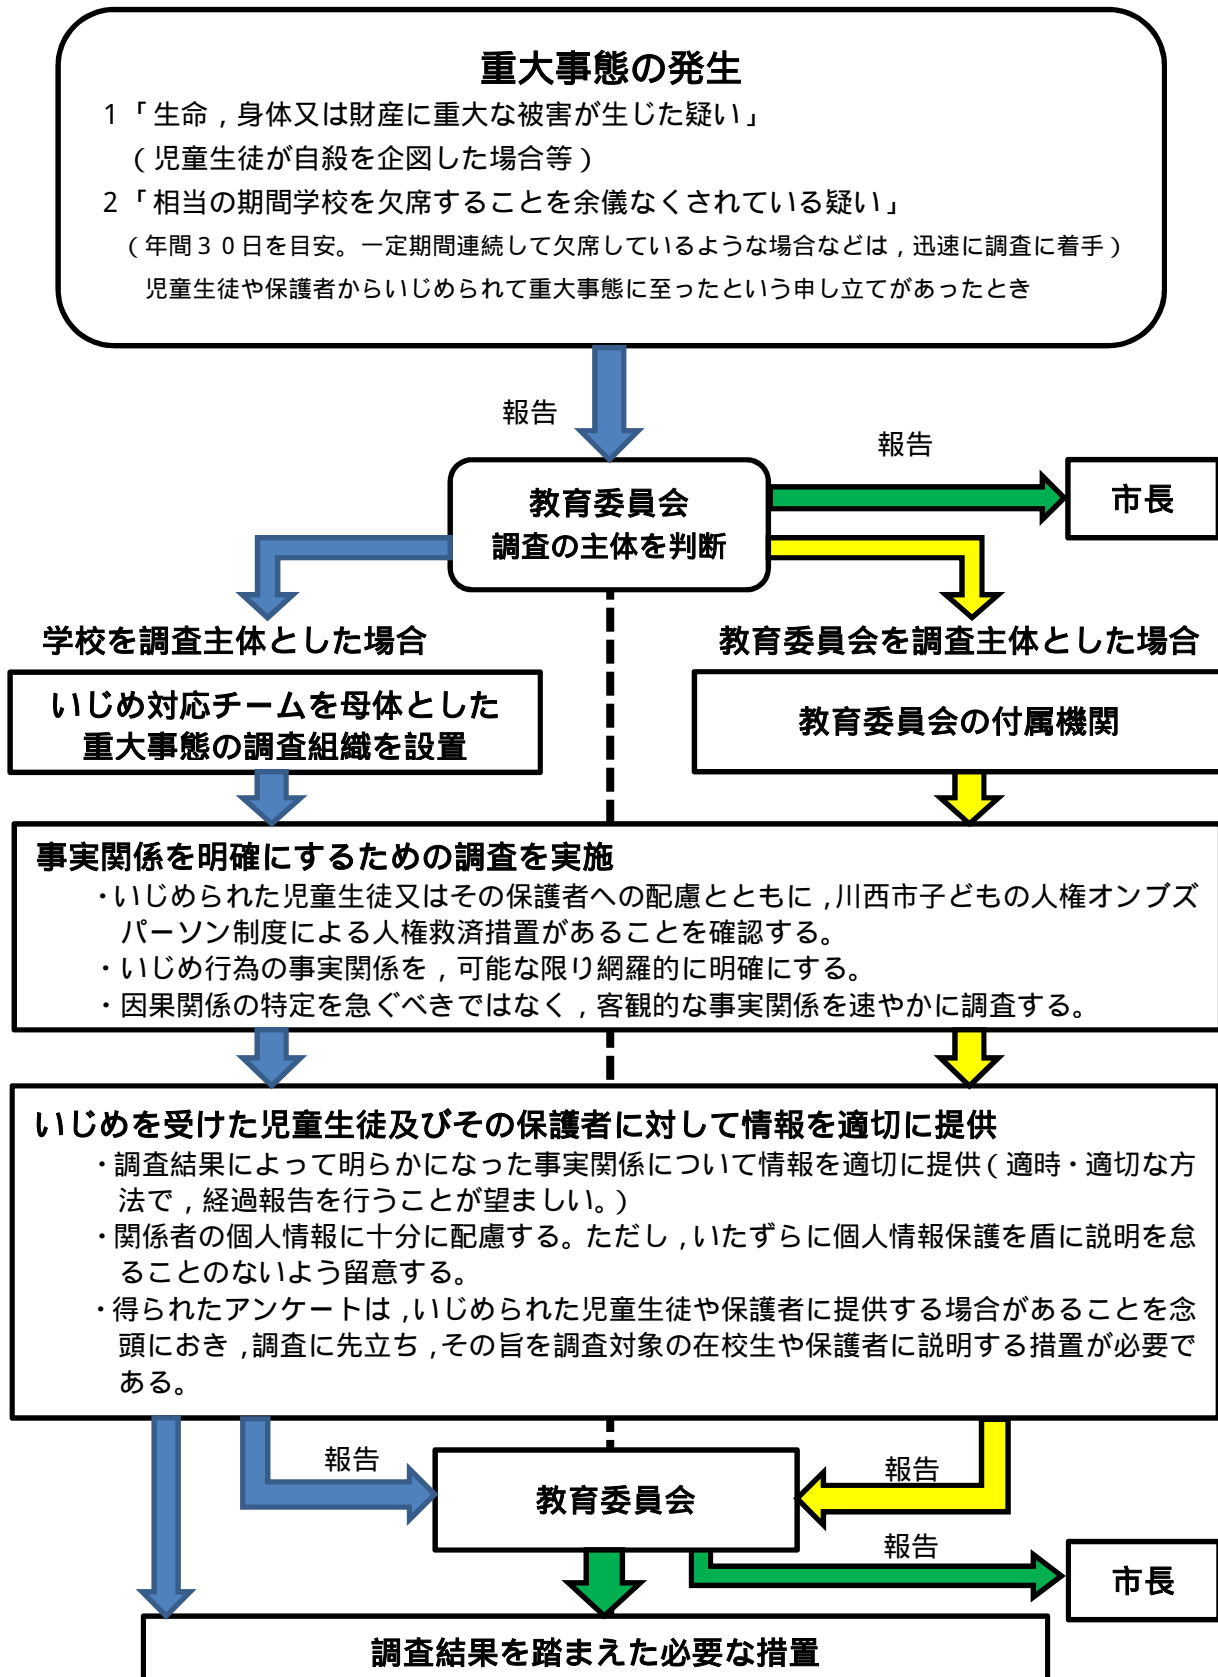 重大事態の発生
1「生命，身体又は財産に重大な被害が生じた疑い」
（児童生徒が自殺を企図した場合等）
2「相当の期間学校を欠席することを余儀なくされている疑い」
（年間３０日を目安。一定期間連続して欠席しているような場合などは，迅速に調査に着手）
児童生徒や保護者からいじめられて重大事態に至ったという申し立てがあったとき
報告
報告
教育委員会
調査の主体を判断
市長
学校を調査主体とした場合
教育委員会を調査主体とした場合
いじめ対応チームを母体とした
重大事態の調査組織を設置
教育委員会の付属機関
事実関係を明確にするための調査を実施
・いじめられた児童生徒又はその保護者への配慮とともに，川西市子どもの人権オンブズ
パーソン制度による人権救済措置があることを確認する。
・いじめ行為の事実関係を，可能な限り網羅的に明確にする。
・因果関係の特定を急ぐべきではなく，客観的な事実関係を速やかに調査する。
いじめを受けた児童生徒及びその保護者に対して情報を適切に提供
・調査結果によって明らかになった事実関係について情報を適切に提供（適時・適切な方
法で，経過報告を行うことが望ましい。）
・関係者の個人情報に十分に配慮する。ただし，いたずらに個人情報保護を盾に説明を怠
ることのないよう留意する。
・得られたアンケートは，いじめられた児童生徒や保護者に提供する場合があることを念
頭におき，調査に先立ち，その旨を調査対象の在校生や保護者に説明する措置が必要で
ある。
報告
報告
教育委員会
報告
市長
調査結果を踏まえた必要な措置